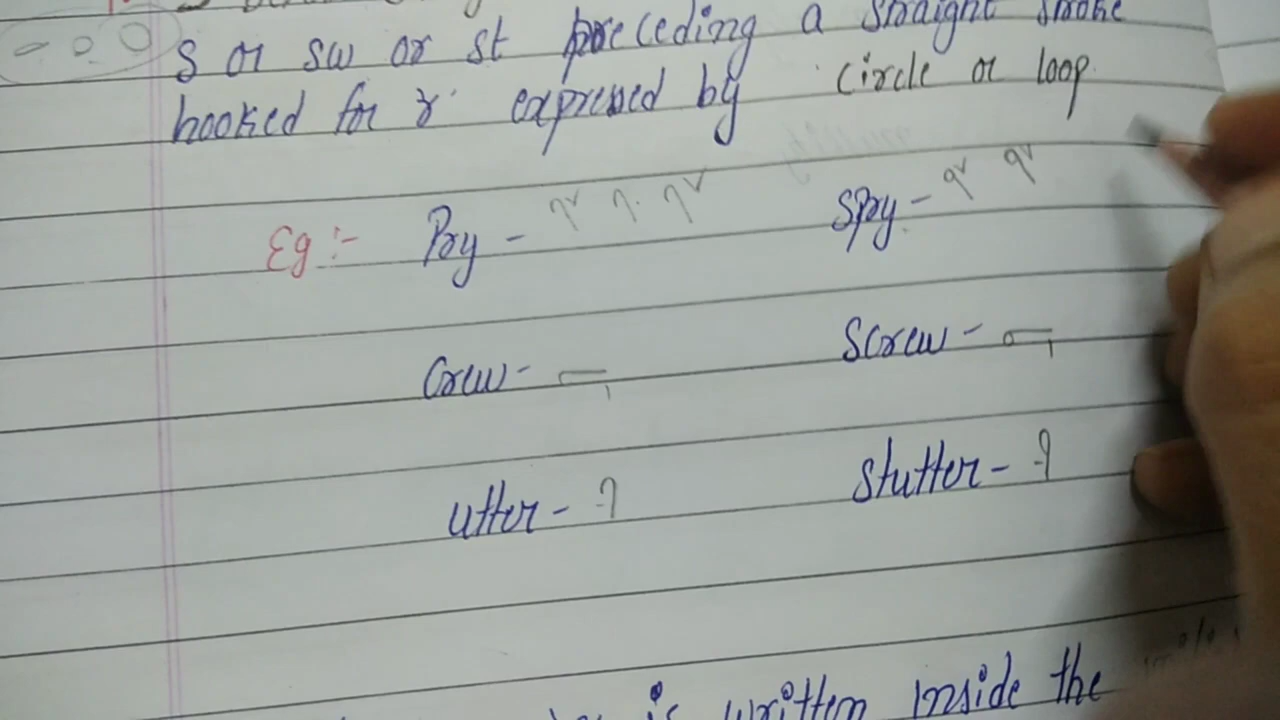 S or sw or st preceding a straight stroke
hooked for r expressed by circle or loop.
Eg :- Pry - Spry -
Crew - Screw -
utter - Stutter -
is written inside the